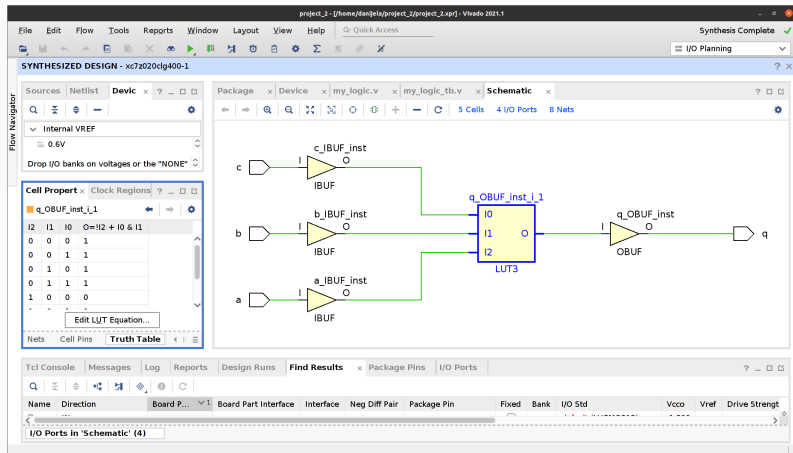 project_2 - [/home/danijela/project_2/project_2.xpr] - Vivado 2021.1
File Edit Flow Tools Reports Window Layout View Help Quick Access Synthesis Complete
I/O Planning
SYNTHESIZED DESIGN - xc7z020clg400-1
Flow Navigator
Sources Netlist Devic
Internal VREF
0.6V
Drop I/O banks on voltages or the "NONE"
Cell Propert Clock Regions
q_OBUF_inst_i_1
I2 I1 I0 O=!I2 + I0 & I1
0 0 0 1
0 0 1 1
0 1 0 1
0 1 1 1
1 0 0 0
Edit LUT Equation...
Nets Cell Pins Truth Table
Package Device my_logic.v my_logic_tb.v Schematic
5 Cells 4 I/O Ports 8 Nets
c_IBUF_inst
c I O
IBUF
b_IBUF_inst
b I O
IBUF
a_IBUF_inst
a I O
IBUF
q_OBUF_inst_i_1
I0
I1 O
I2
LUT3
q_OBUF_inst
I O q
OBUF
Tcl Console Messages Log Reports Design Runs Find Results Package Pins I/O Ports
Name Direction Board P... 1 Board Part Interface Interface Neg Diff Pair Package Pin Fixed Bank I/O Std Vcco Vref Drive Strengt
I/O Ports in 'Schematic' (4)